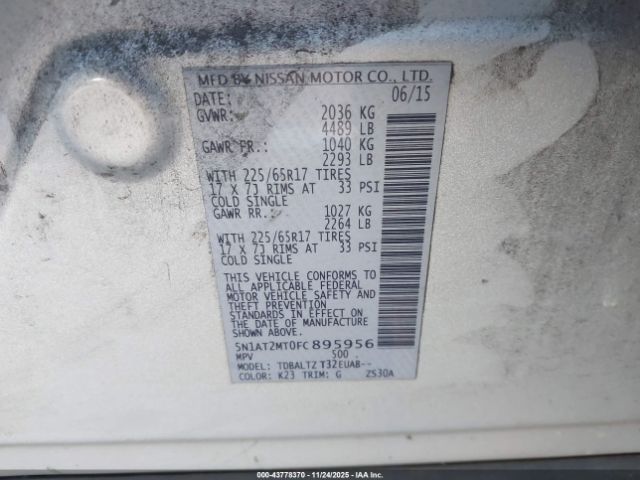 MFD BY NISSAN MOTOR CO., LTD.
DATE: 06/15
GVWR: 2036 KG
4489 LB
GAWR FR.: 1040 KG
2293 LB
WITH 225/65R17 TIRES
17 X 7J RIMS AT 33 PSI
COLD SINGLE
GAWR RR.: 1027 KG
2264 LB
WITH 225/65R17 TIRES
17 X 7J RIMS AT 33 PSI
COLD SINGLE
THIS VEHICLE CONFORMS TO
ALL APPLICABLE FEDERAL
MOTOR VEHICLE SAFETY AND
THEFT PREVENTION
STANDARDS IN EFFECT ON
THE DATE OF MANUFACTURE
SHOWN ABOVE.
5N1AT2MT0FC895956
MPV 500
MODEL: TDBALTZ T32EUAB--
COLOR: K23 TRIM: G ZS30A
000-43778370 - 11/24/2025 - IAA Inc.